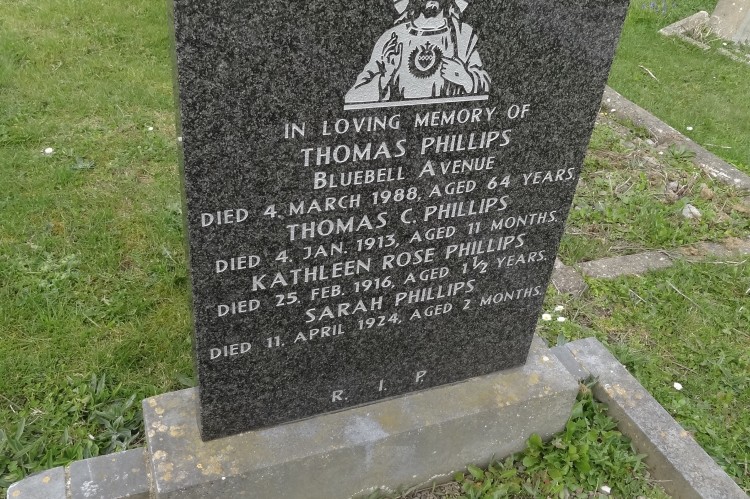 IN LOVING MEMORY OF
THOMAS PHILLIPS
BLUEBELL AVENUE
DIED 4. MARCH 1988, AGED 64 YEARS.
THOMAS C. PHILLIPS
DIED 4. JAN. 1913, AGED 11 MONTHS.
KATHLEEN ROSE PHILLIPS
DIED 25. FEB. 1916, AGED 1½ YEARS.
SARAH PHILLIPS
DIED 11. APRIL 1924, AGED 2 MONTHS.
R. I. P.